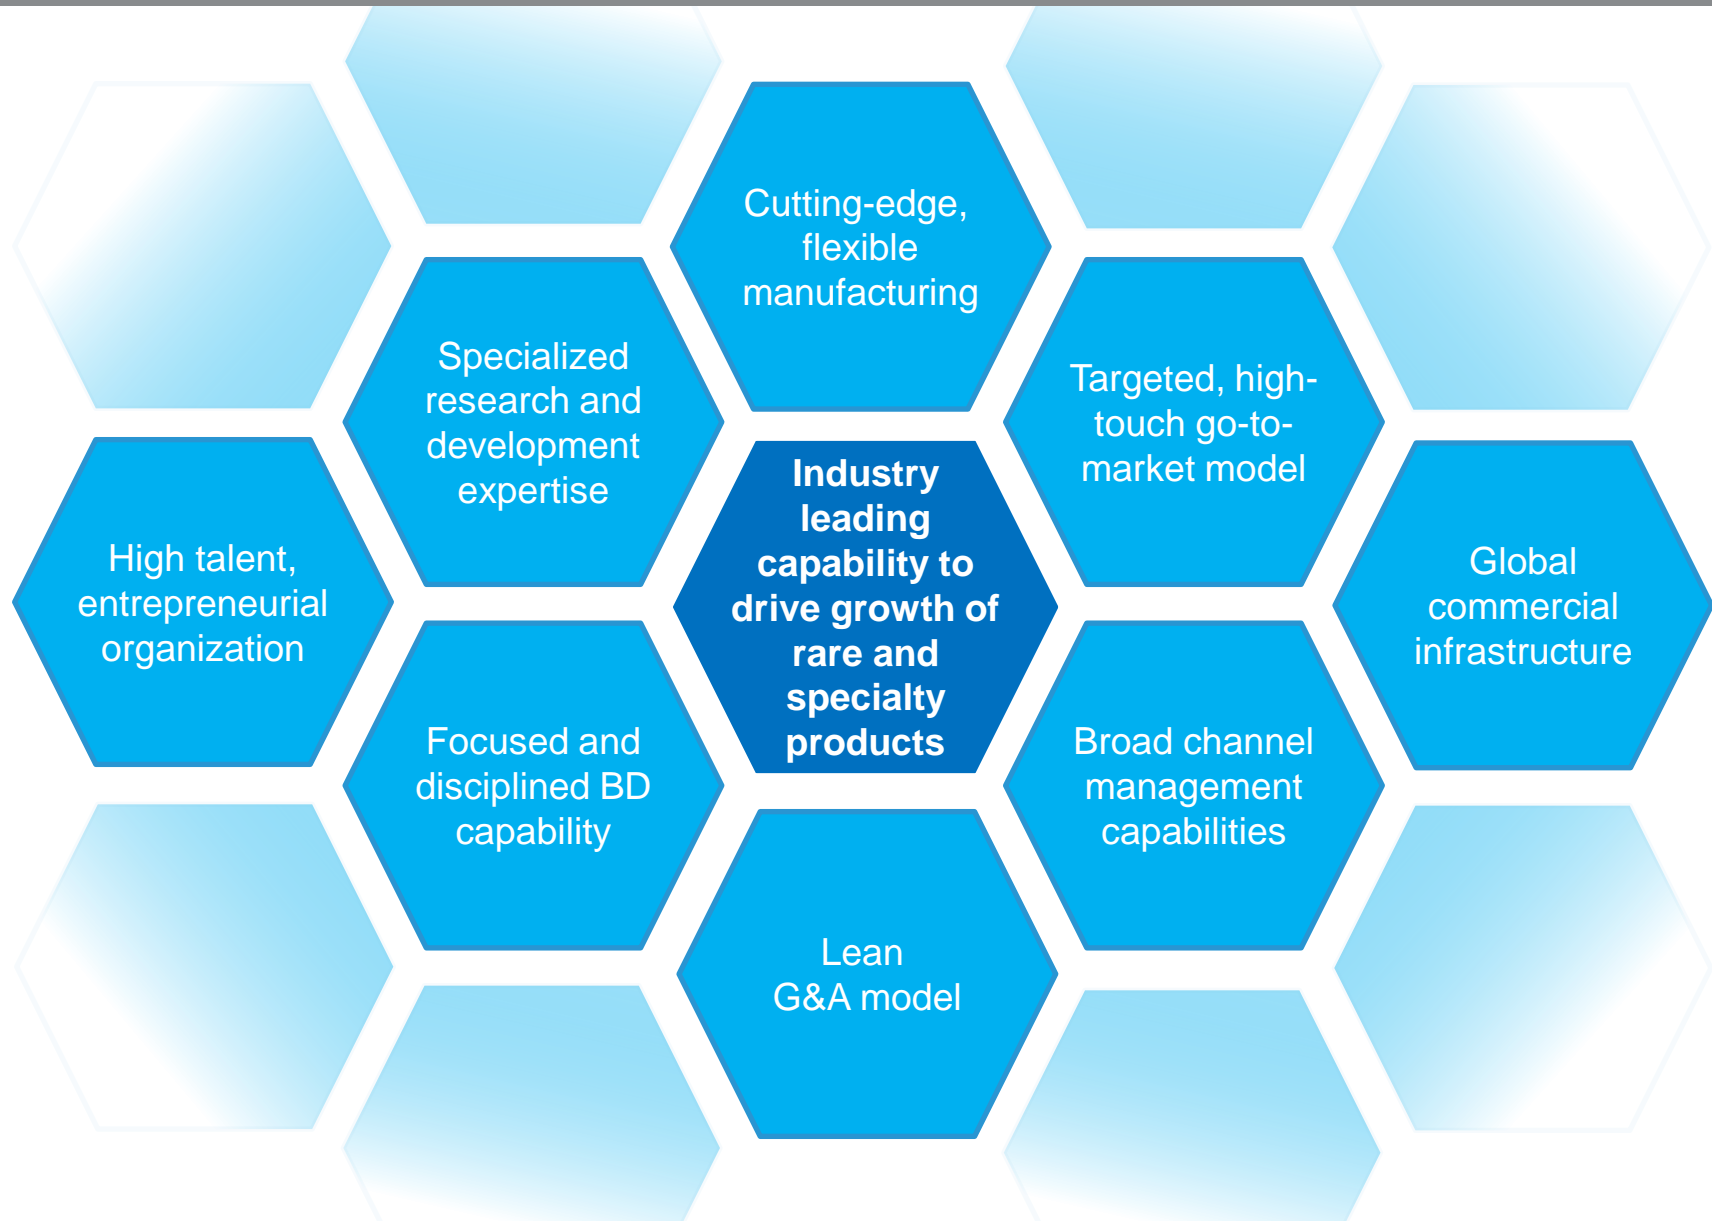 Cutting-edge,
flexible
manufacturing
Specialized
research and
development
expertise
Targeted, high-
touch go-to-
market model
Industry
leading
capability to
drive growth of
rare and
specialty
products
High talent,
entrepreneurial
organization
Global
commercial
infrastructure
Focused and
disciplined BD
capability
Broad channel
management
capabilities
Lean
G&A model